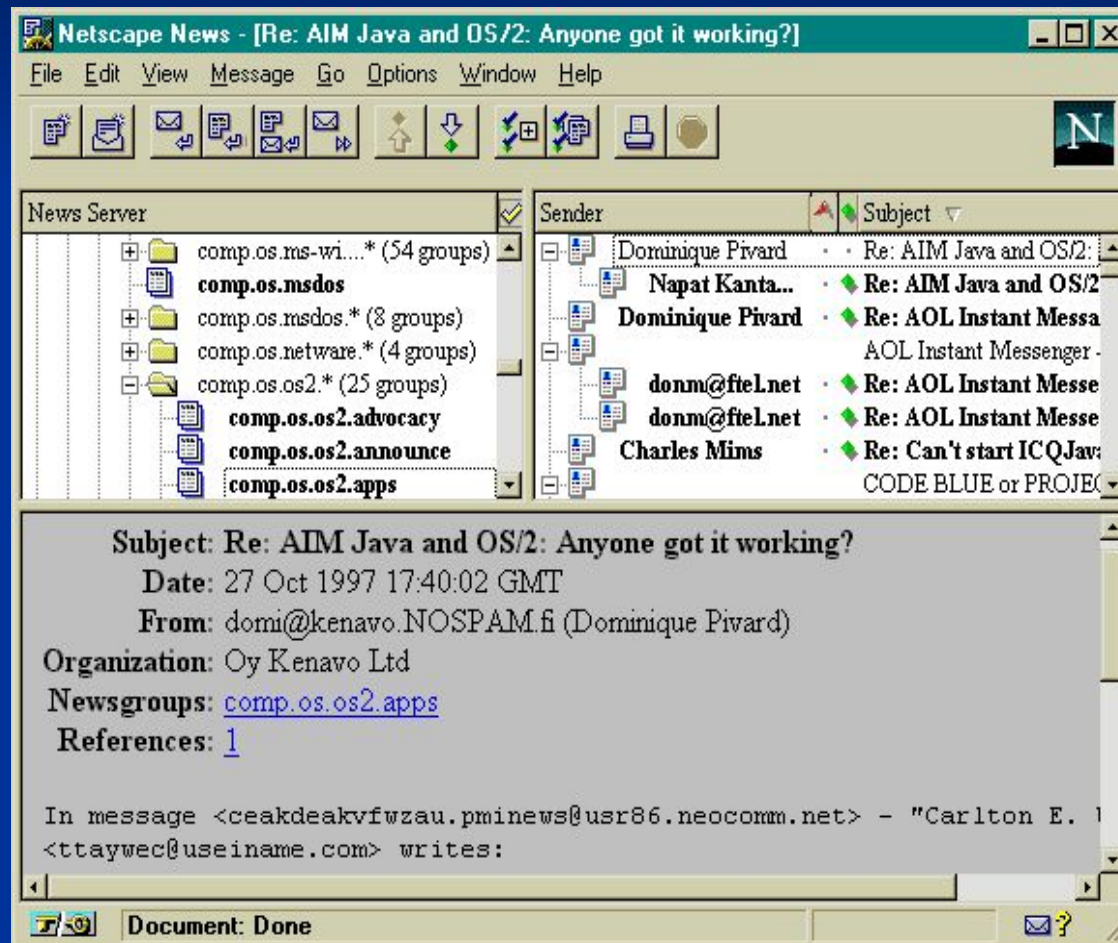 Netscape News - [Re: AIM Java and OS/2: Anyone got it working?]
File Edit View Message Go Options Window Help
N
News Server
comp.os.ms-wi....* (54 groups)
comp.os.msdos
comp.os.msdos.* (8 groups)
comp.os.netware.* (4 groups)
comp.os.os2.* (25 groups)
comp.os.os2.advocacy
comp.os.os2.announce
comp.os.os2.apps
Sender Subject
Dominique Pivard Re: AIM Java and OS/2:
Napat Kanta... Re: AIM Java and OS/2
Dominique Pivard Re: AOL Instant Messa
AOL Instant Messenger -
donm@ftel.net Re: AOL Instant Messe
donm@ftel.net Re: AOL Instant Messe
Charles Mims Re: Can't start ICQJav
CODE BLUE or PROJE
Subject: Re: AIM Java and OS/2: Anyone got it working?
Date: 27 Oct 1997 17:40:02 GMT
From: domi@kenavo.NOSPAM.fi (Dominique Pivard)
Organization: Oy Kenavo Ltd
Newsgroups: comp.os.os2.apps
References: 1
In message <ceakdeakvfwzau.pminews@usr86.neocomm.net> - "Carlton E.
<ttaywec@useiname.com> writes:
Document: Done